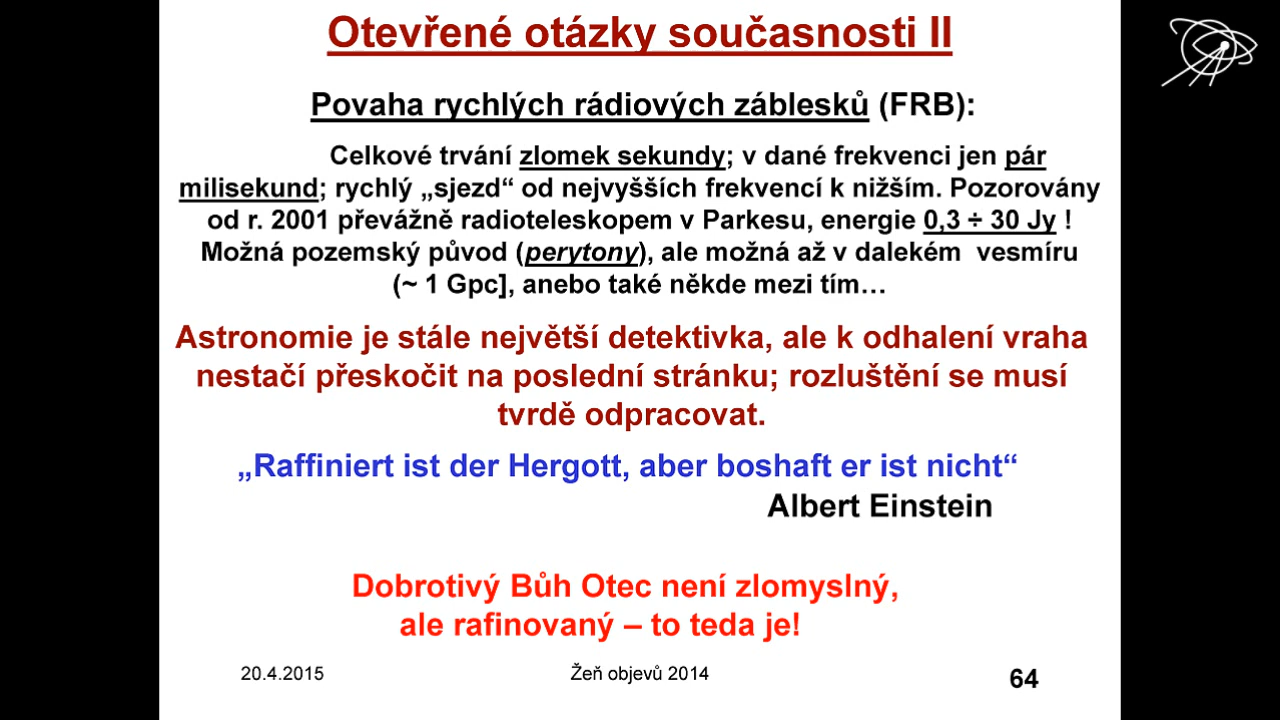 Otevřené otázky současnosti II
Povaha rychlých rádiových záblesků (FRB):
Celkové trvání zlomek sekundy; v dané frekvenci jen pár
milisekund; rychlý „sjezd“ od nejvyšších frekvencí k nižším. Pozorovány
od r. 2001 převážně radioteleskopem v Parkesu, energie 0,3 ÷ 30 Jy !
Možná pozemský původ (perytony), ale možná až v dalekém vesmíru
(~ 1 Gpc], anebo také někde mezi tím…
Astronomie je stále největší detektivka, ale k odhalení vraha
nestačí přeskočit na poslední stránku; rozluštění se musí
tvrdě odpracovat.
„Raffiniert ist der Hergott, aber boshaft er ist nicht“
Albert Einstein
Dobrotivý Bůh Otec není zlomyslný,
ale rafinovaný – to teda je!
20.4.2015 Žeň objevů 2014 64